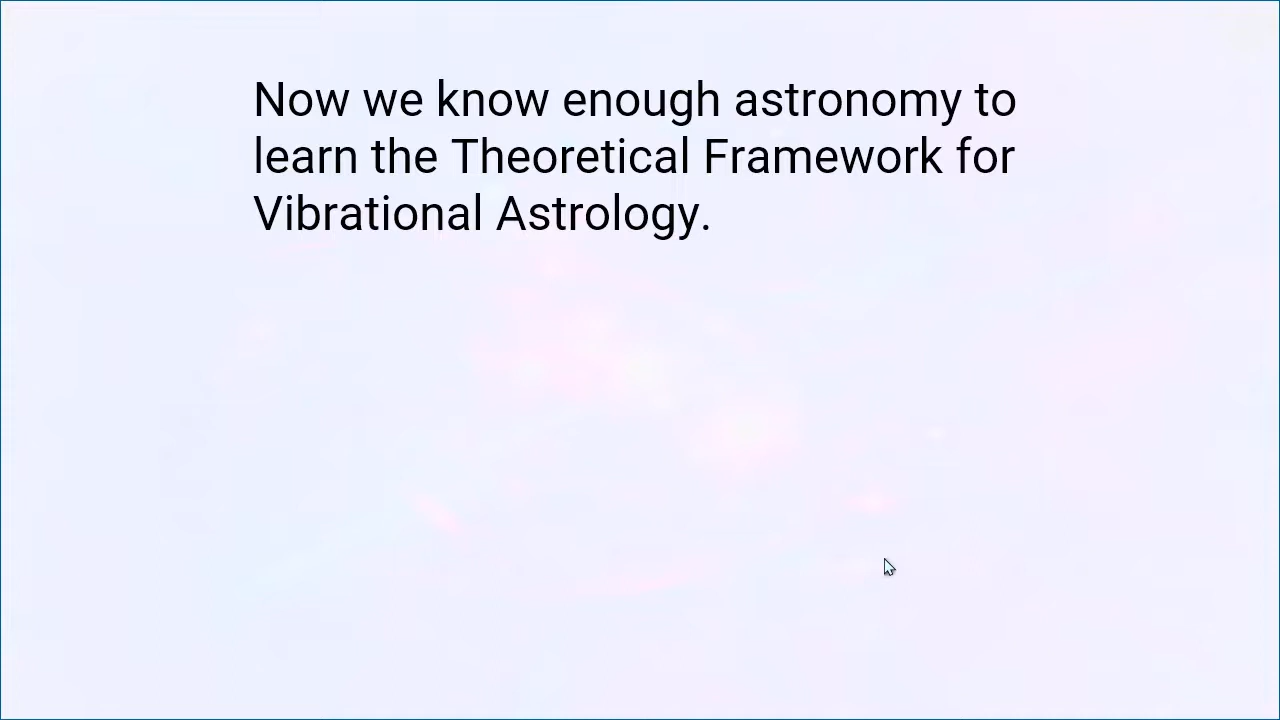 Now we know enough astronomy to
learn the Theoretical Framework for
Vibrational Astrology.